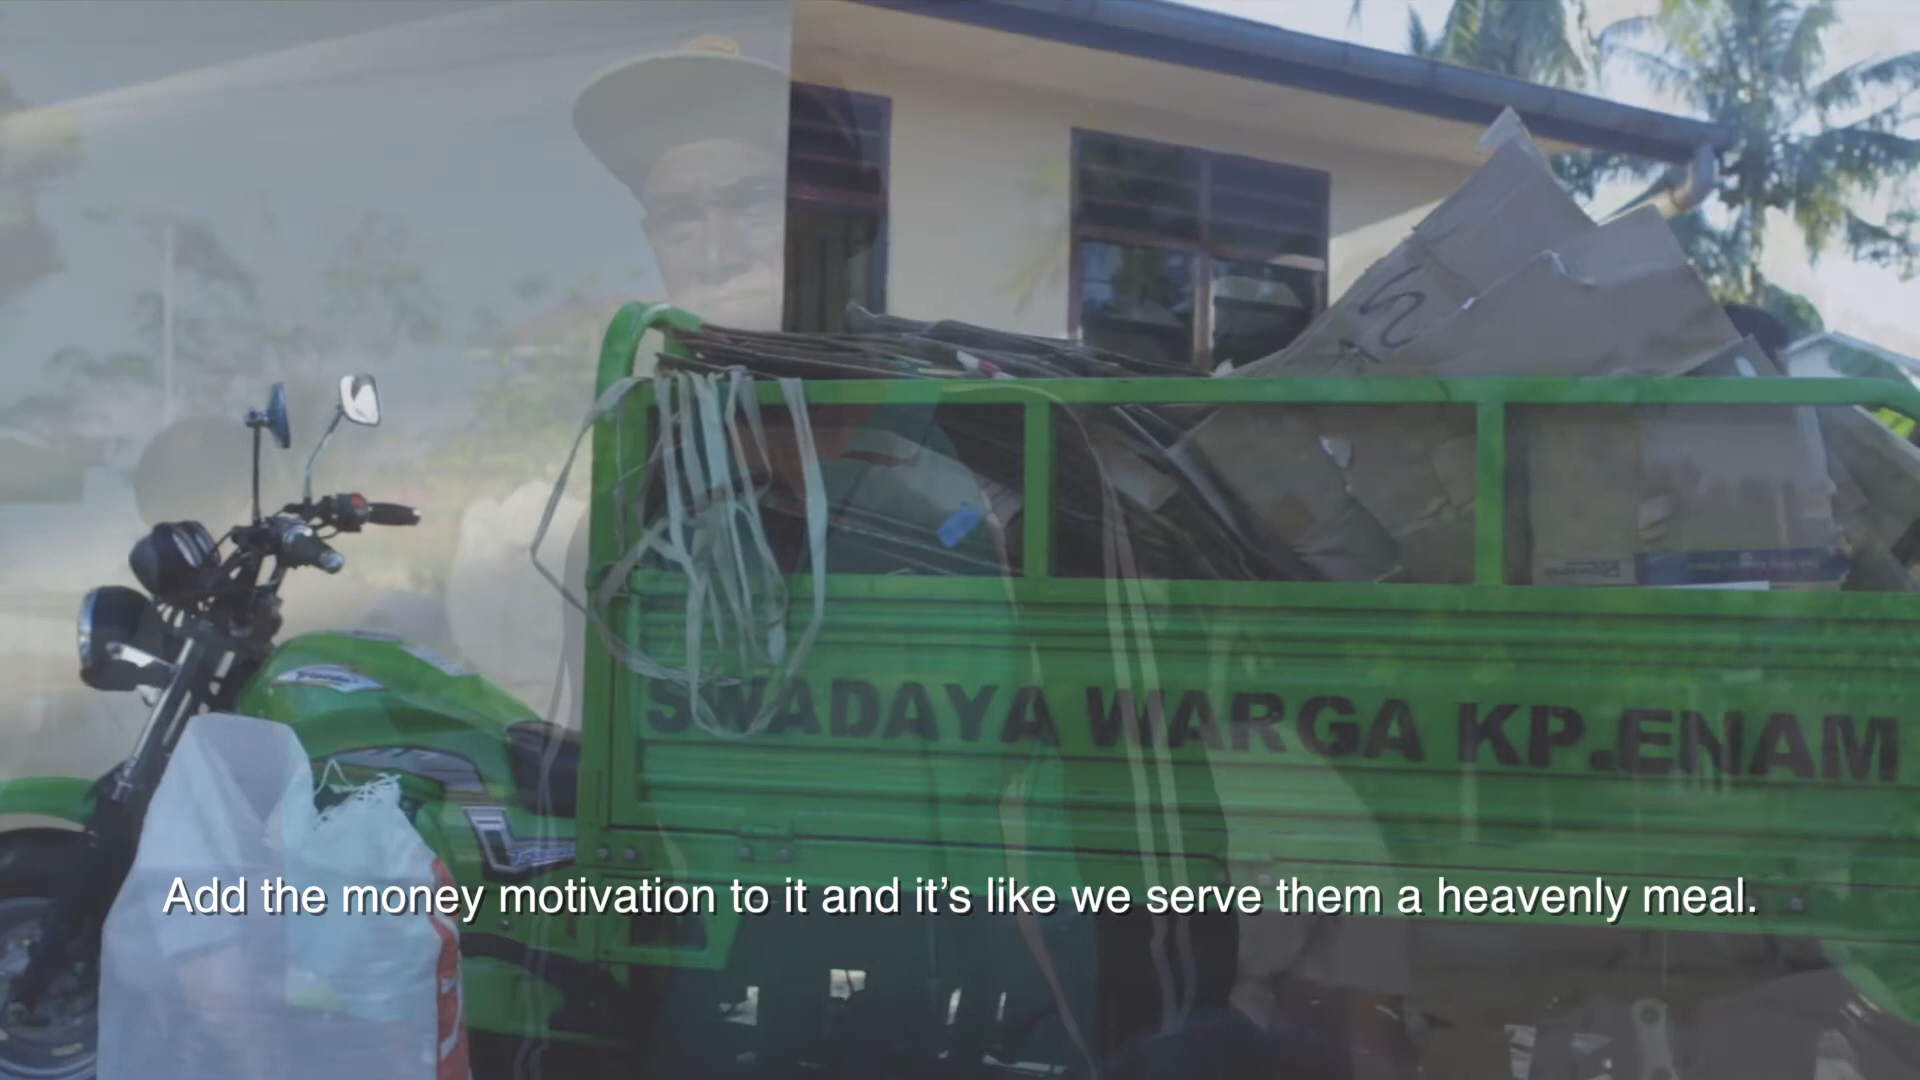 SWADAYA WARGA KP.ENAM
Add the money motivation to it and it’s like we serve them a heavenly meal.